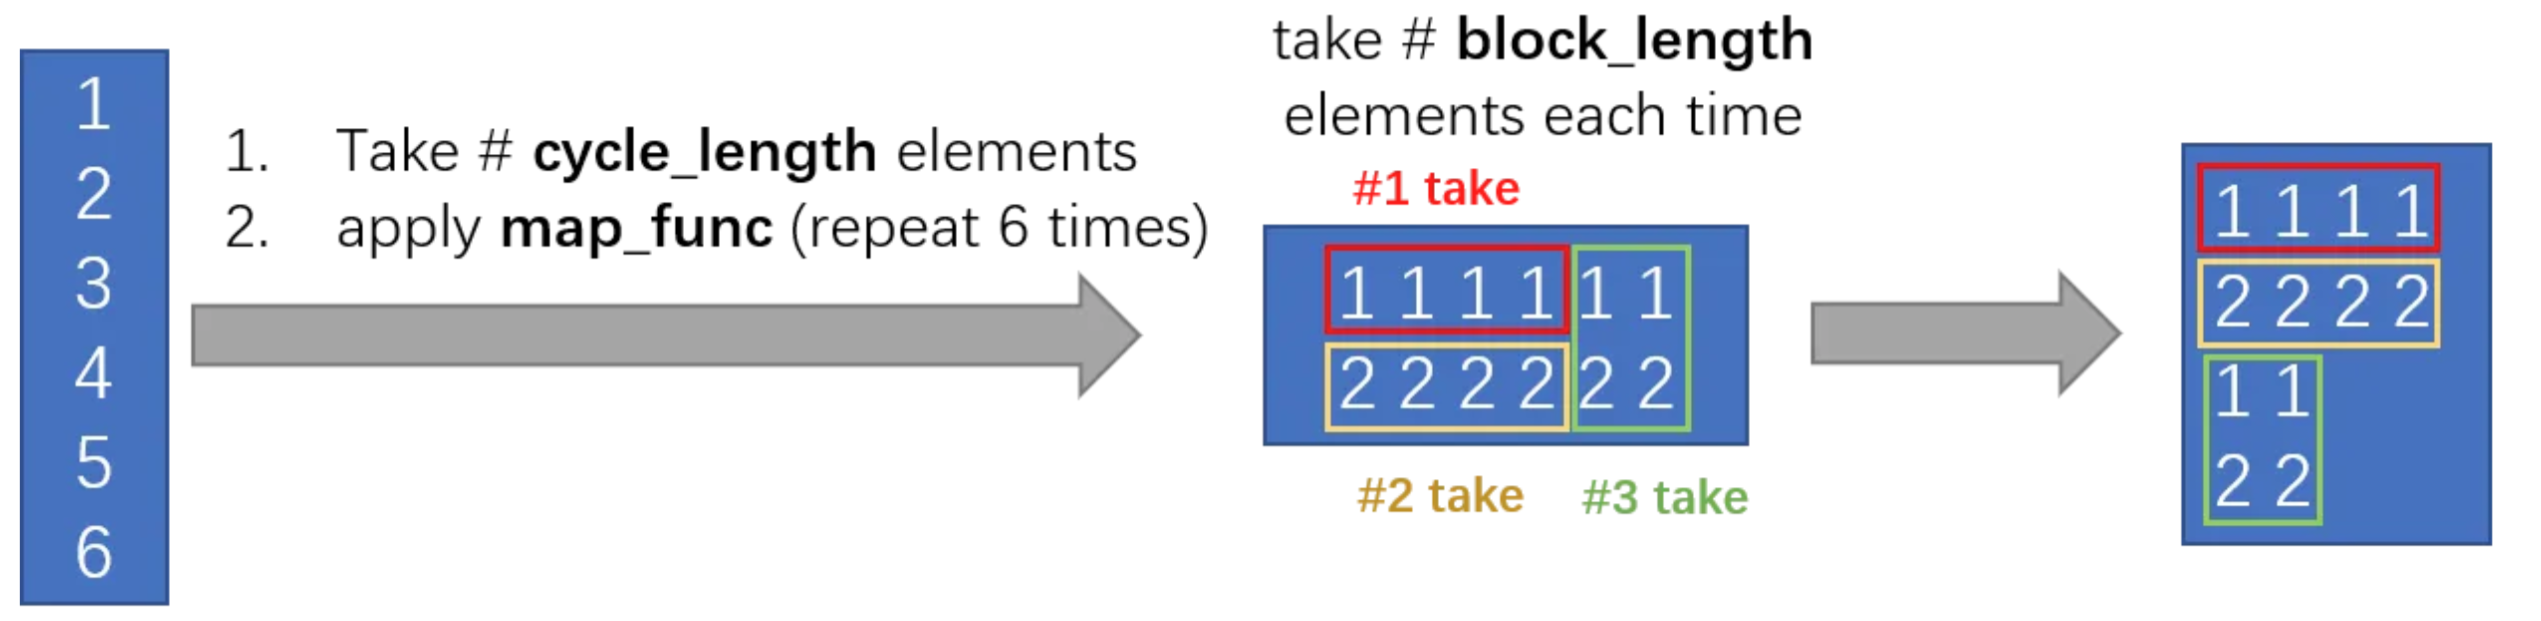 1
2
3
4
5
6
1. Take # cycle_length elements
2. apply map_func (repeat 6 times)
take # block_length
elements each time
#1 take
1 1 1 1 1 1
2 2 2 2 2 2
#2 take #3 take
1 1 1 1
2 2 2 2
1 1
2 2